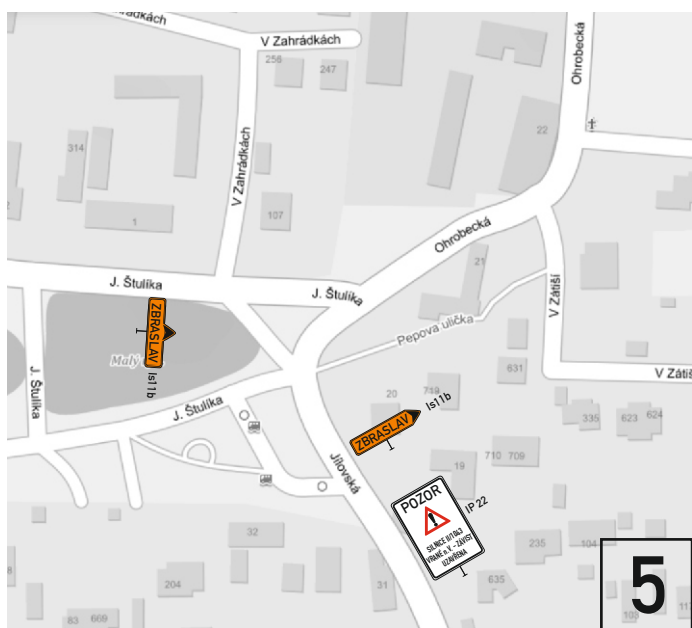 V Zahrádkách
256
247
314
22
V Zahrádkách
107
1
Ohrobecká
Ohrobecká
21
J. Štulíka
J. Štulíka
ZBRASLAV
Is11b
Malý
Pepova ulička
V Zátiší
631
V Zátiš
J. Štulíka
J. Štulíka
20
719
ZBRASLAV
Is11b
335
623
624
Jílovská
19
710
709
POZOR
!
SILNICE II/1043
VRANÉ n. V. - ZÁVIST
UZAVŘENA
IP 22
32
235
104
204
31
635
83
669
105
5